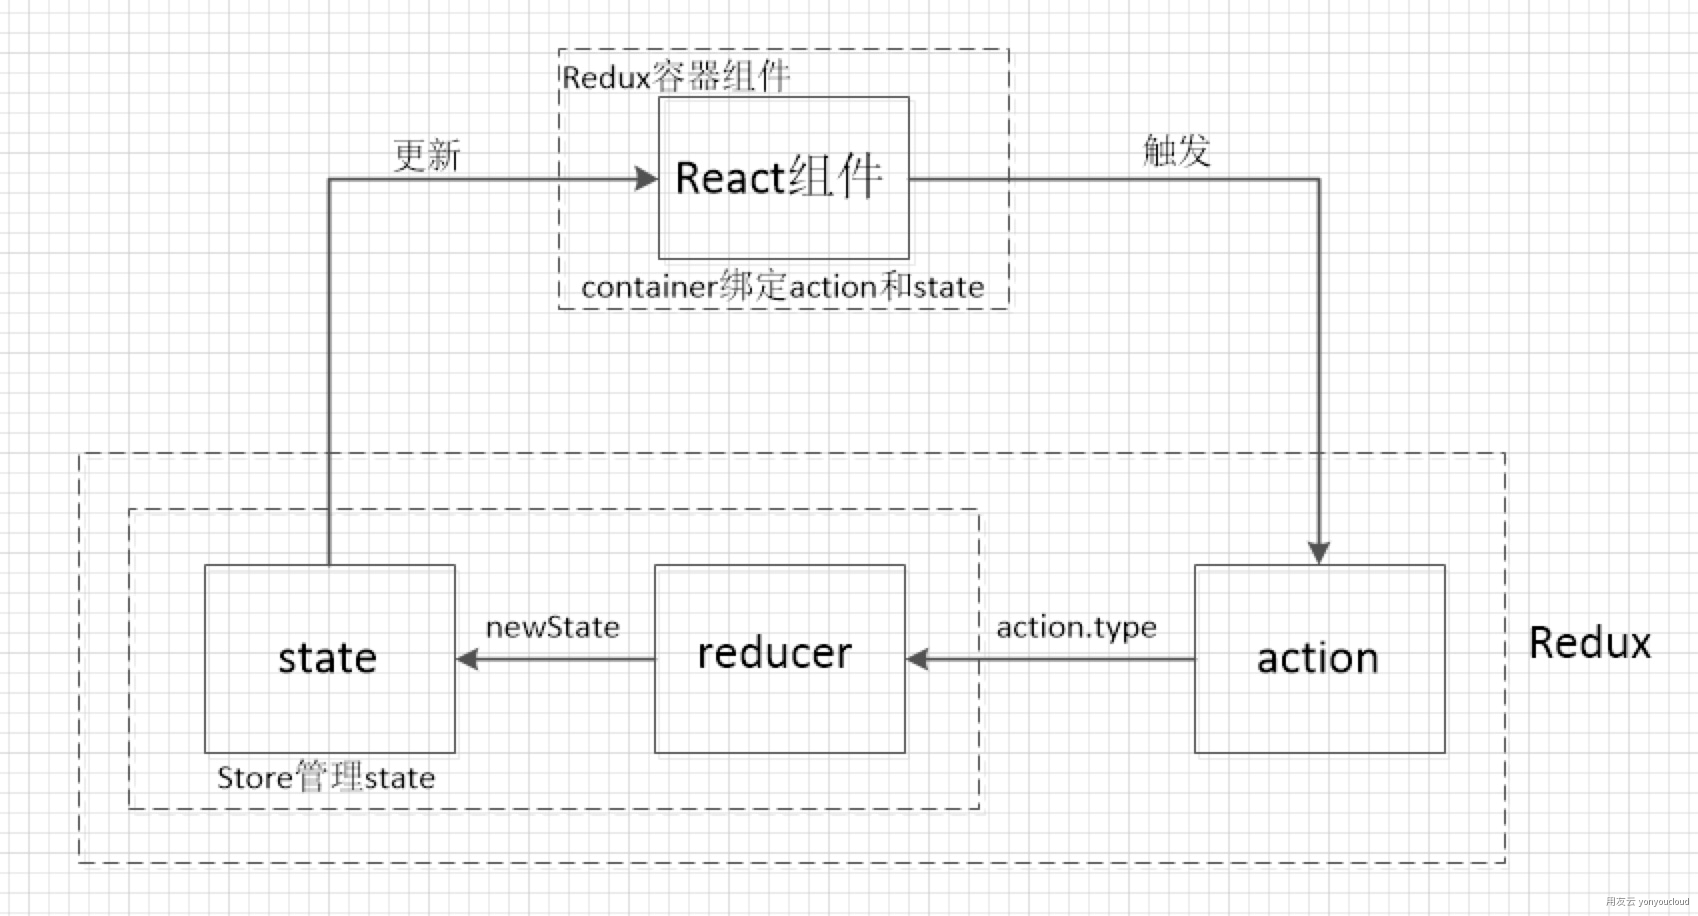 Redux容器组件
更新
React组件
触发
container绑定action和state
state
newState
reducer
action.type
action
Redux
Store管理state
用友云 yonyoucloud